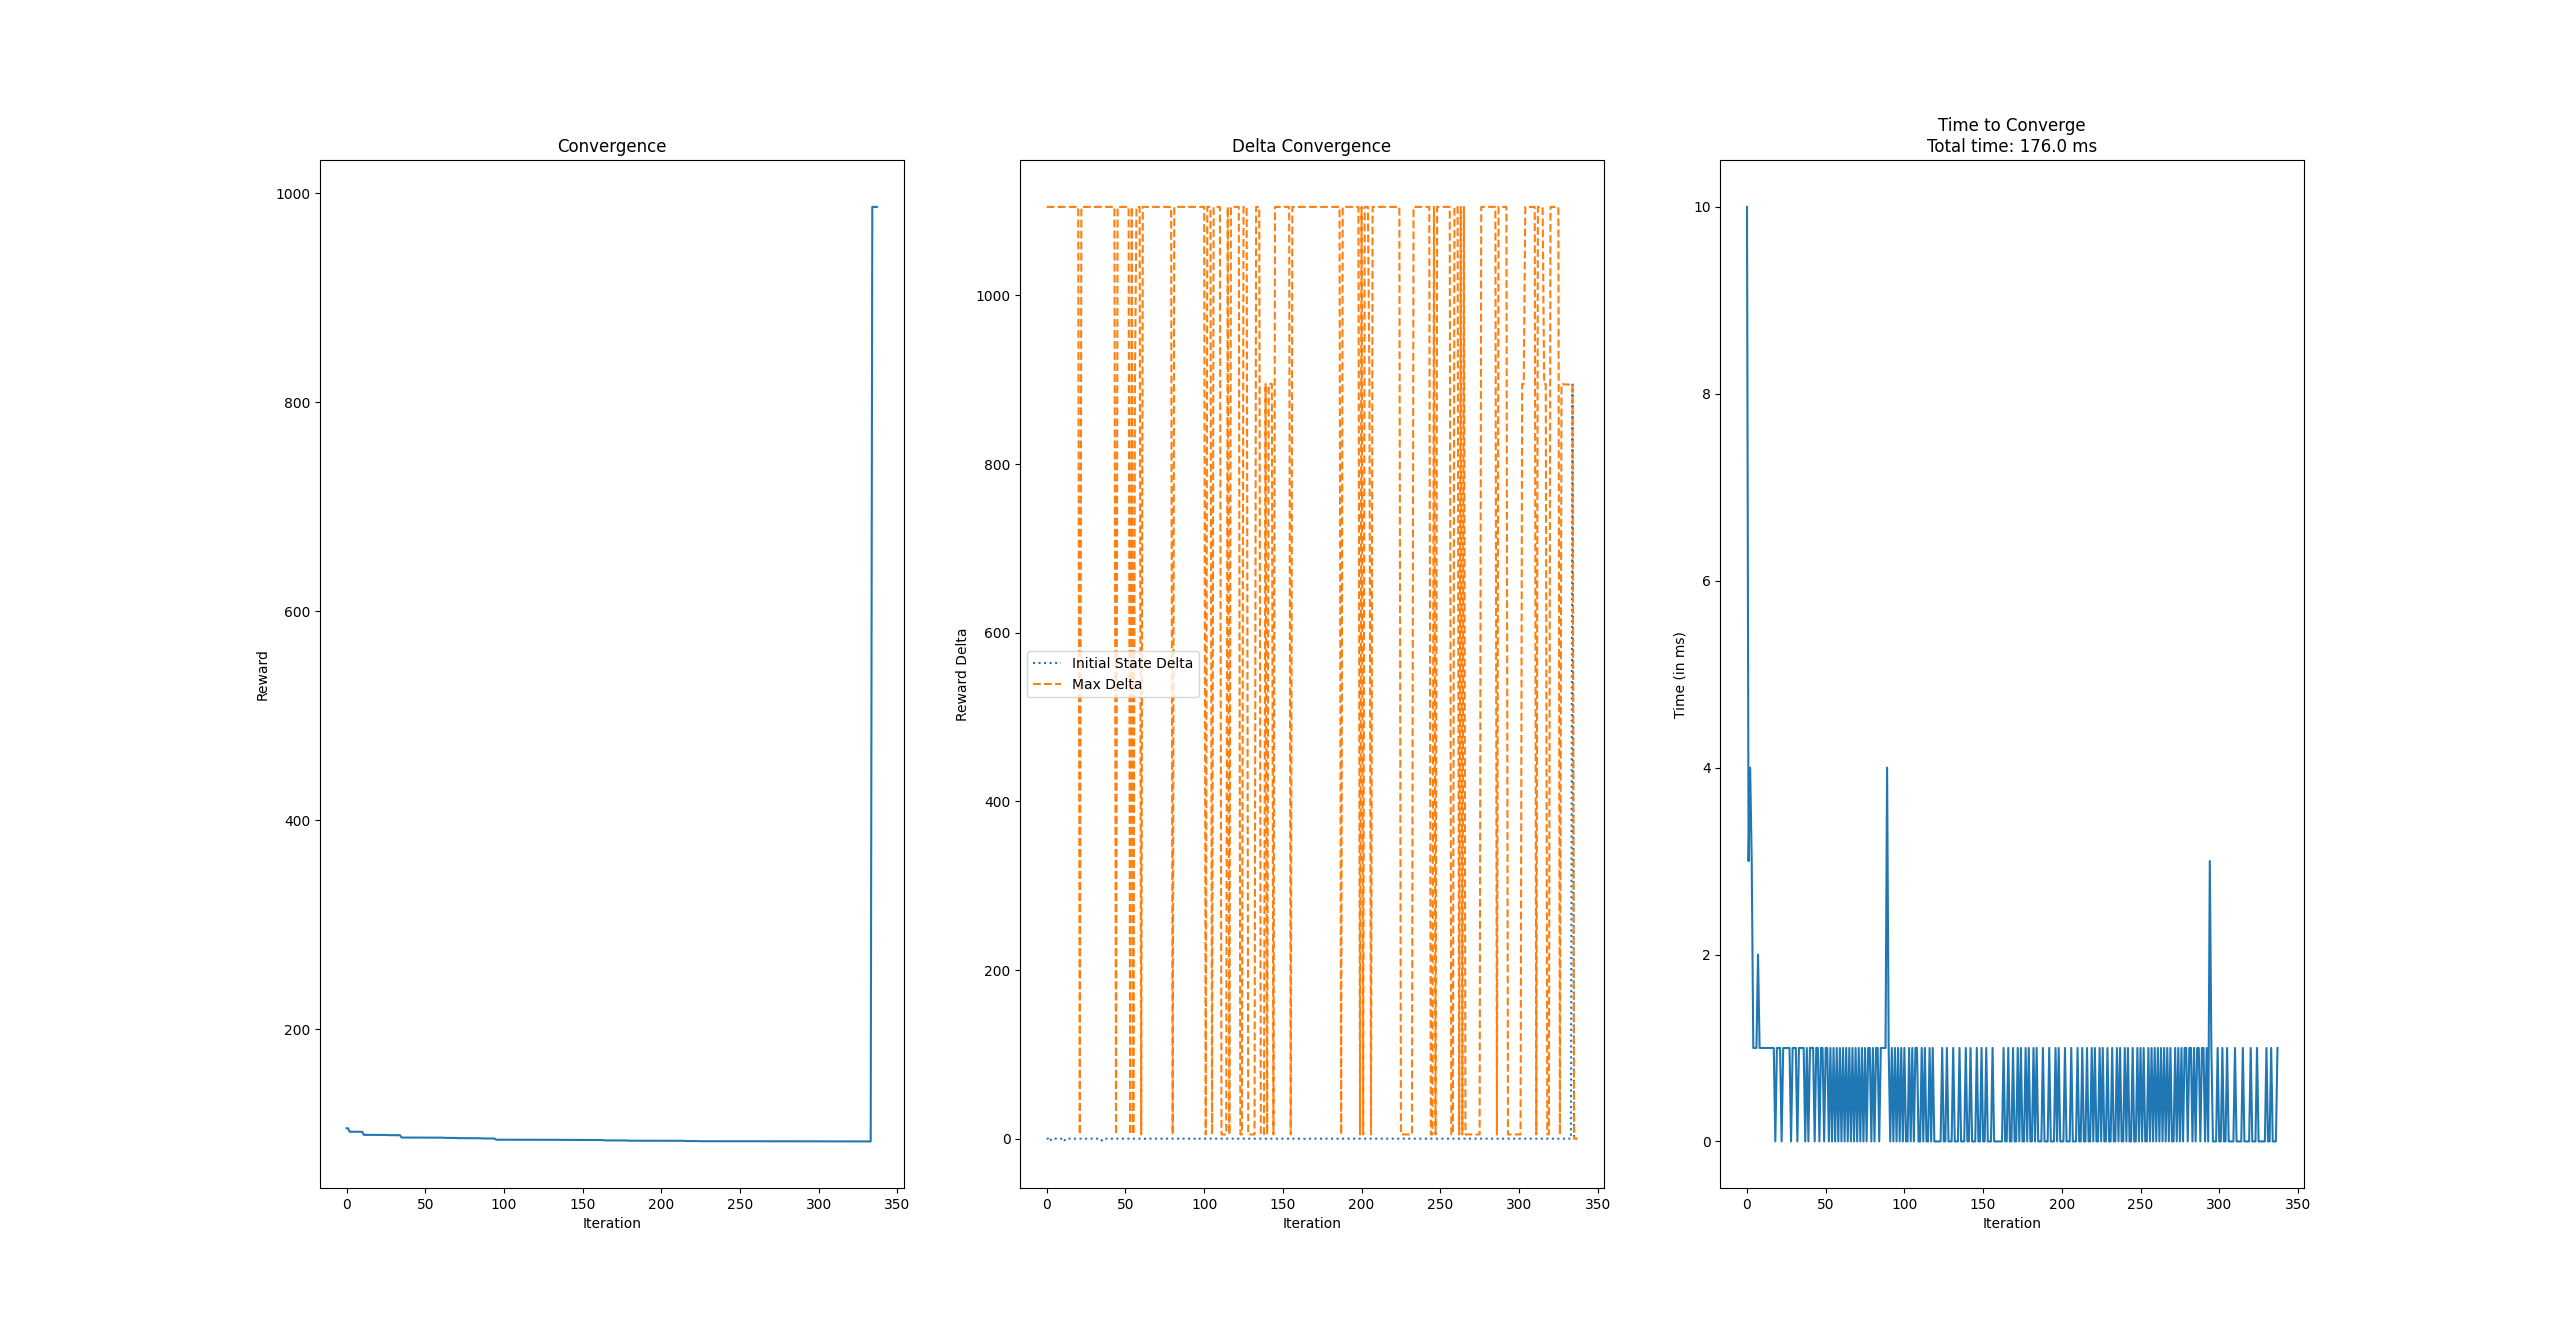 Convergence
1000
800
600
400
200
Reward
0 50 100 150 200 250 300 350
Iteration
Delta Convergence
1000
800
600
400
200
0
Reward Delta
Initial State Delta
Max Delta
0 50 100 150 200 250 300 350
Iteration
Time to Converge
Total time: 176.0 ms
10
8
6
4
2
0
Time (in ms)
0 50 100 150 200 250 300 350
Iteration